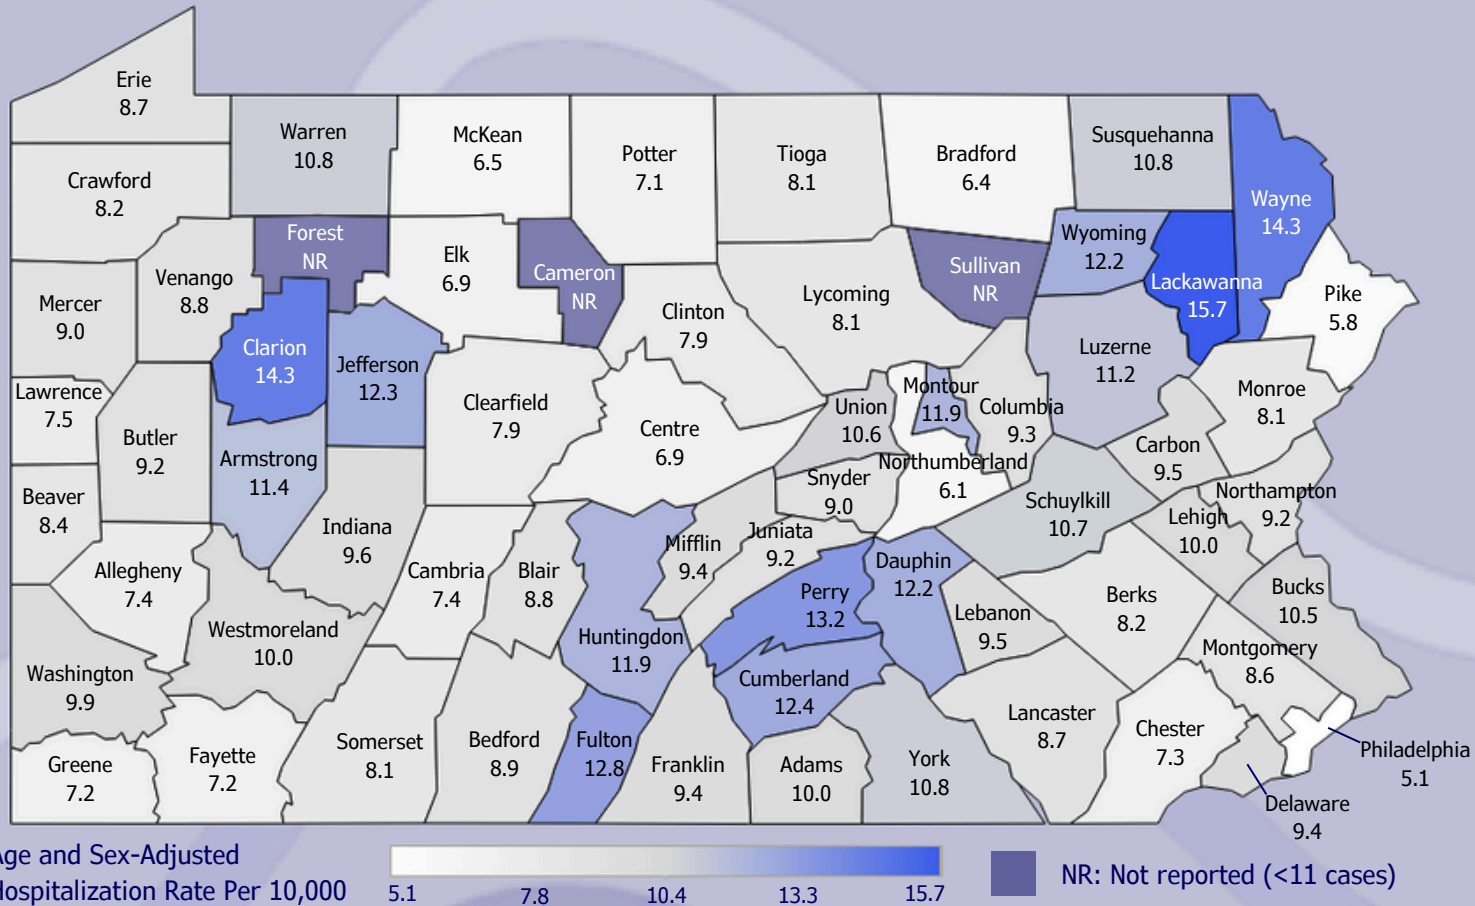 Erie
8.7
Warren
10.8
McKean
6.5
Potter
7.1
Tioga
8.1
Bradford
6.4
Susquehanna
10.8
Crawford
8.2
Wayne
14.3
Forest
NR
Elk
6.9
Cameron
NR
Sullivan
NR
Wyoming
12.2
Lackawanna
15.7
Pike
5.8
Venango
8.8
Mercer
9.0
Lycoming
8.1
Clinton
7.9
Clarion
14.3
Jefferson
12.3
Luzerne
11.2
Lawrence
7.5
Clearfield
7.9
Montour
11.9
Union
10.6
Columbia
9.3
Monroe
8.1
Butler
9.2
Armstrong
11.4
Centre
6.9
Carbon
9.5
Northumberland
6.1
Snyder
9.0
Beaver
8.4
Schuylkill
10.7
Northampton
9.2
Lehigh
10.0
Indiana
9.6
Mifflin
9.4
Juniata
9.2
Allegheny
7.4
Cambria
7.4
Blair
8.8
Dauphin
12.2
Perry
13.2
Bucks
10.5
Berks
8.2
Lebanon
9.5
Westmoreland
10.0
Huntingdon
11.9
Montgomery
8.6
Washington
9.9
Cumberland
12.4
Lancaster
8.7
Chester
7.3
Greene
7.2
Fayette
7.2
Somerset
8.1
Bedford
8.9
Fulton
12.8
Franklin
9.4
Adams
10.0
York
10.8
Philadelphia
5.1
Delaware
9.4
Age and Sex-Adjusted
Hospitalization Rate Per 10,000
5.1 7.8 10.4 13.3 15.7
NR: Not reported (<11 cases)